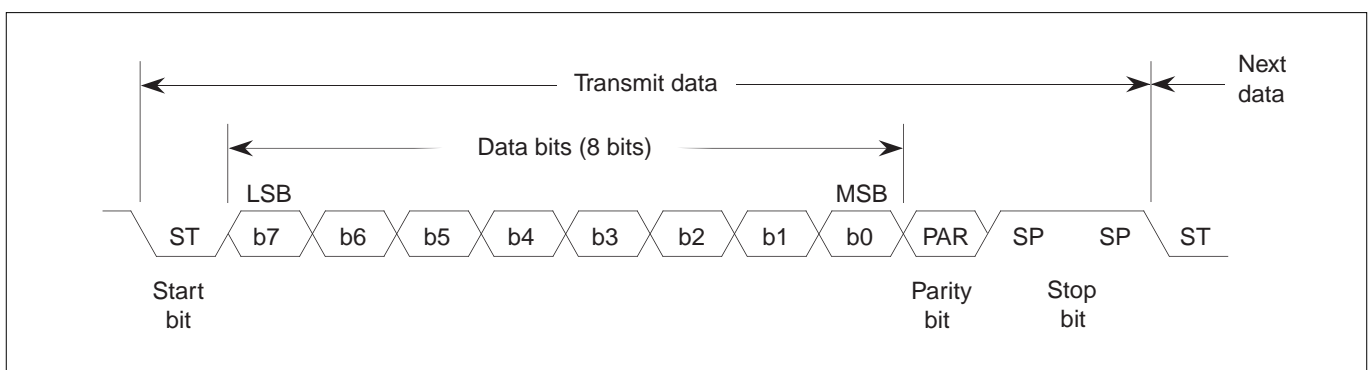 Transmit data
Next
data
Data bits (8 bits)
LSB MSB
ST b7 b6 b5 b4 b3 b2 b1 b0 PAR SP SP ST
Start
bit
Parity
bit
Stop
bit